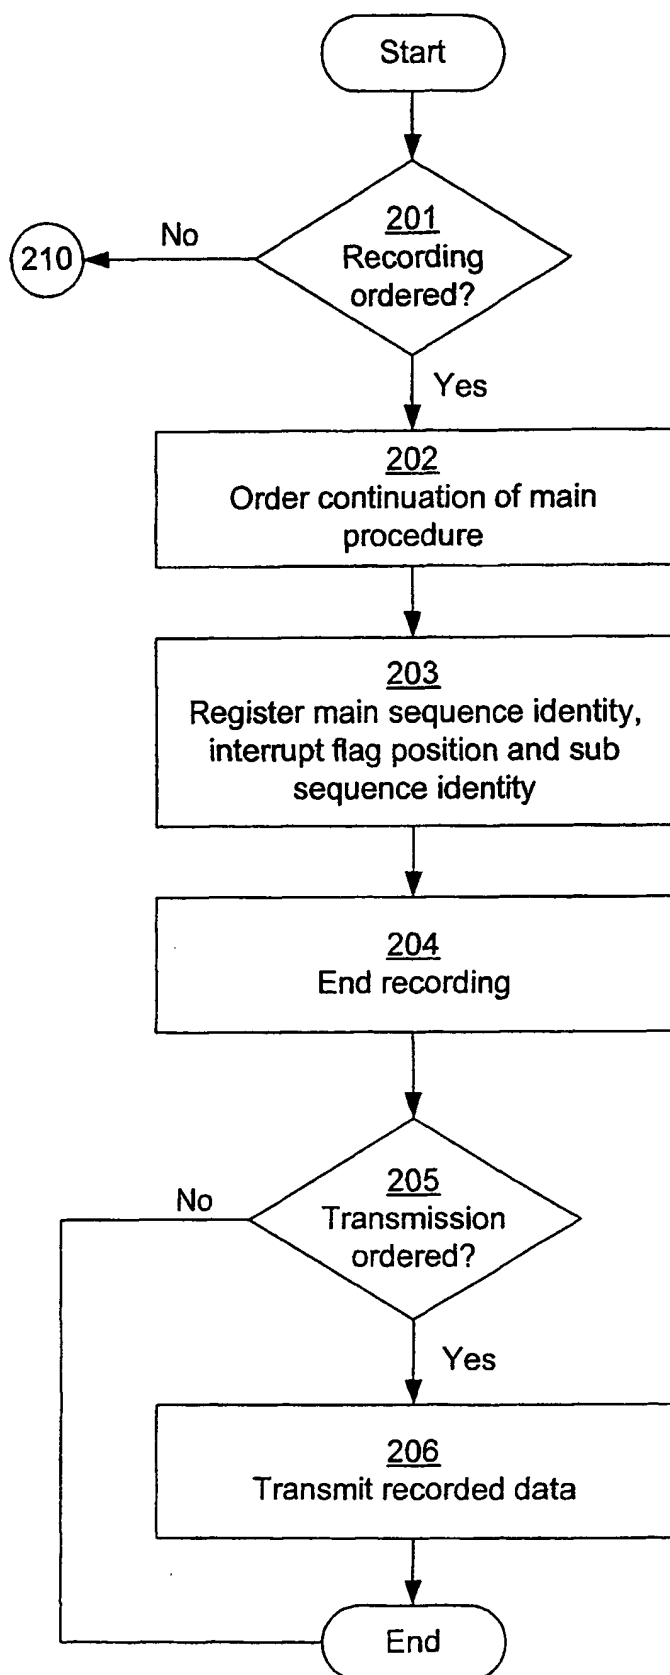 Start
201
Recording
ordered?
No
210
Yes
202
Order continuation of main
procedure
203
Register main sequence identity,
interrupt flag position and sub
sequence identity
204
End recording
205
Transmission
ordered?
No
Yes
206
Transmit recorded data
End